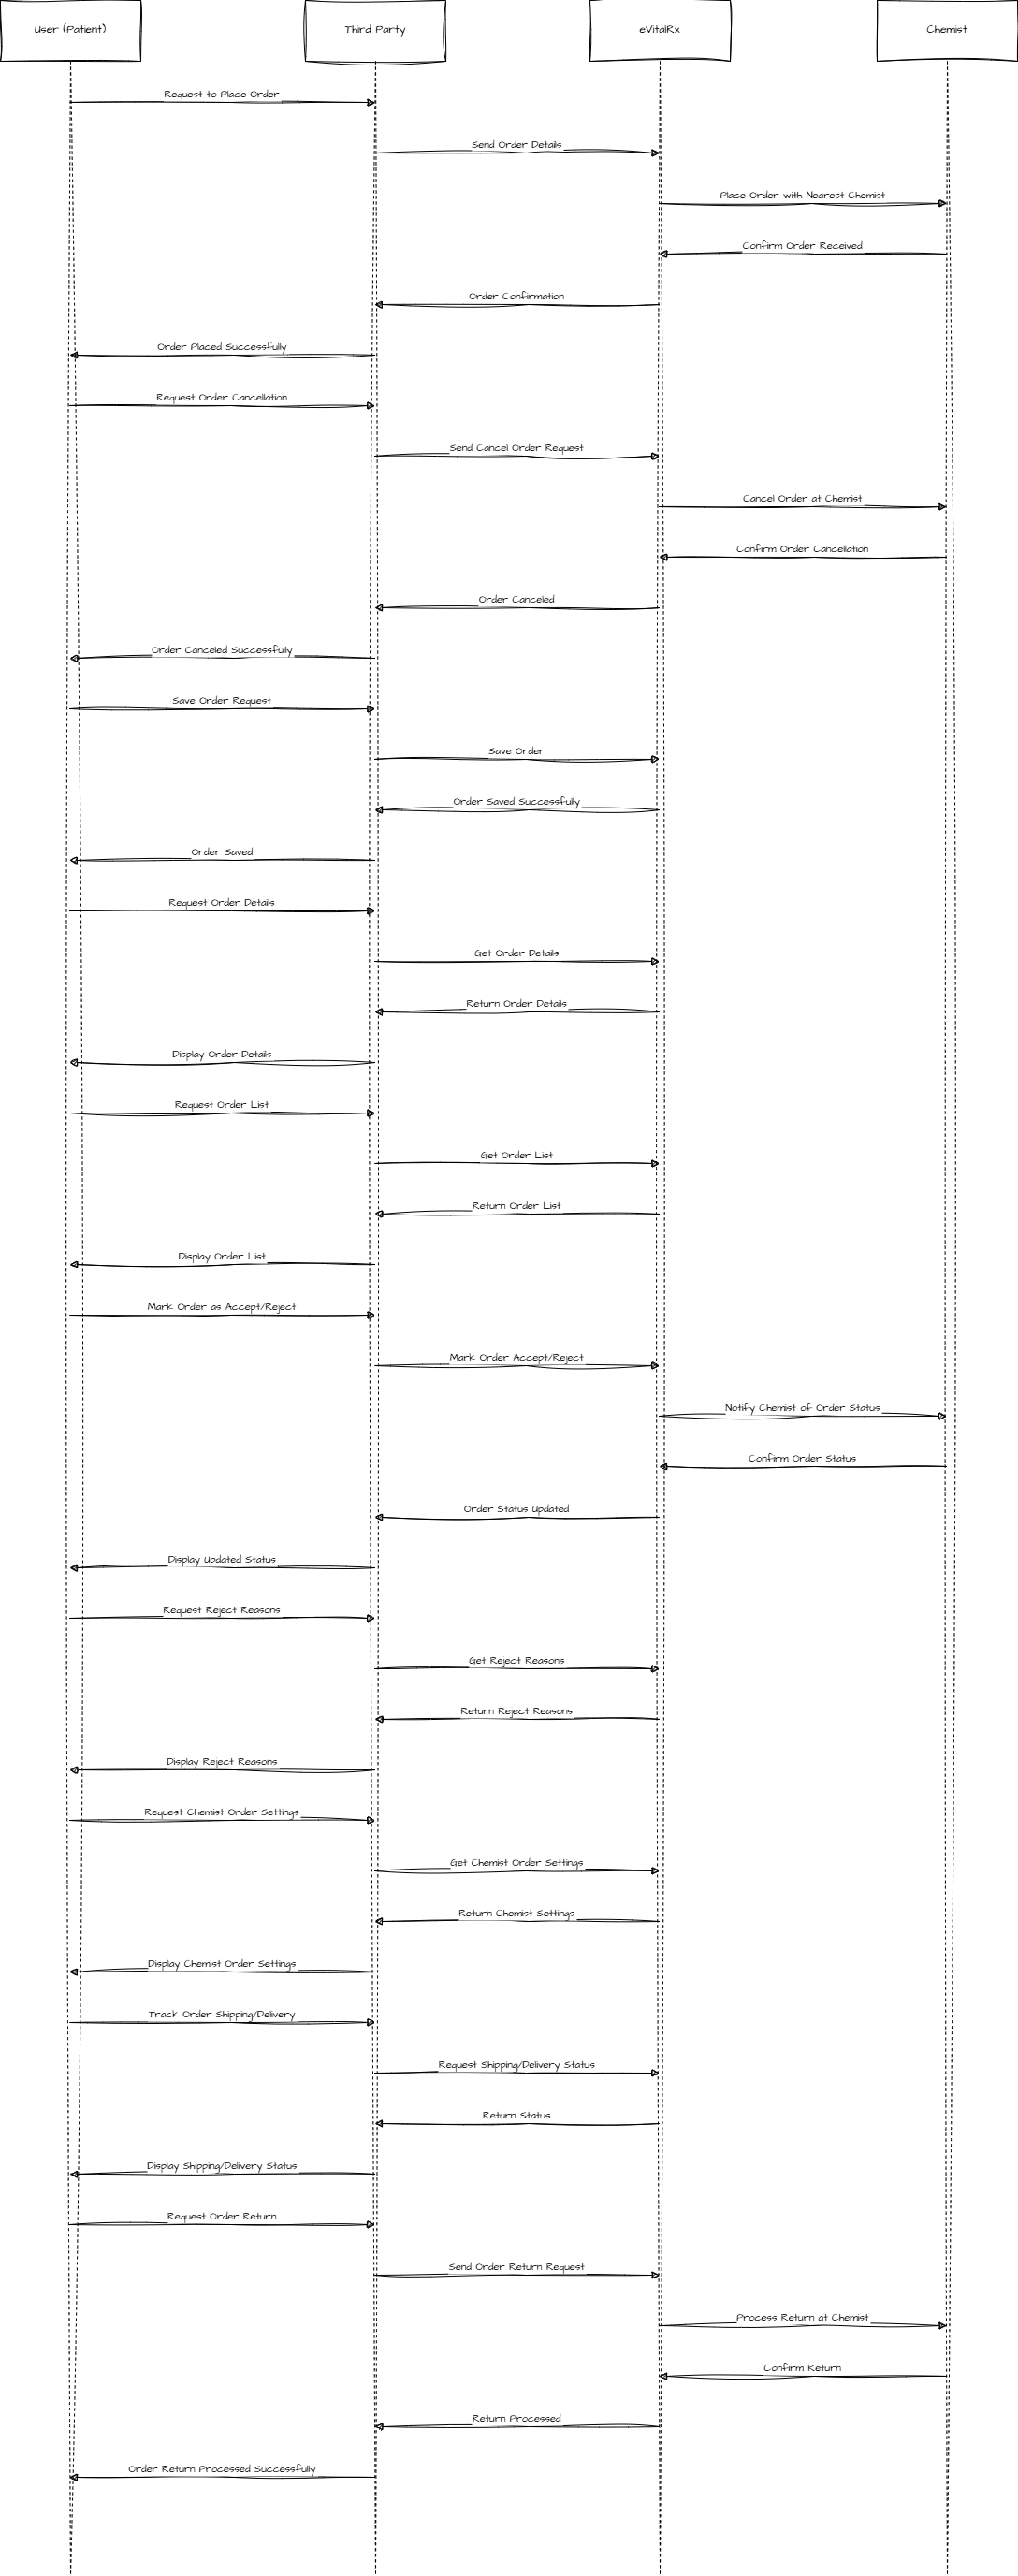 User (Patient)
Third Party
eVitalRx
Chemist
Request to Place Order
Send Order Details
Place Order with Nearest Chemist
Confirm Order Received
Order Confirmation
Order Placed Successfully
Request Order Cancellation
Send Cancel Order Request
Cancel Order at Chemist
Confirm Order Cancellation
Order Canceled
Order Canceled Successfully
Save Order Request
Save Order
Order Saved Successfully
Order Saved
Request Order Details
Get Order Details
Return Order Details
Display Order Details
Request Order List
Get Order List
Return Order List
Display Order List
Mark Order as Accept/Reject
Mark Order Accept/Reject
Notify Chemist of Order Status
Confirm Order Status
Order Status Updated
Display Updated Status
Request Reject Reasons
Get Reject Reasons
Return Reject Reasons
Display Reject Reasons
Request Chemist Order Settings
Get Chemist Order Settings
Return Chemist Settings
Display Chemist Order Settings
Track Order Shipping/Delivery
Request Shipping/Delivery Status
Return Status
Display Shipping/Delivery Status
Request Order Return
Send Order Return Request
Process Return at Chemist
Confirm Return
Return Processed
Order Return Processed Successfully